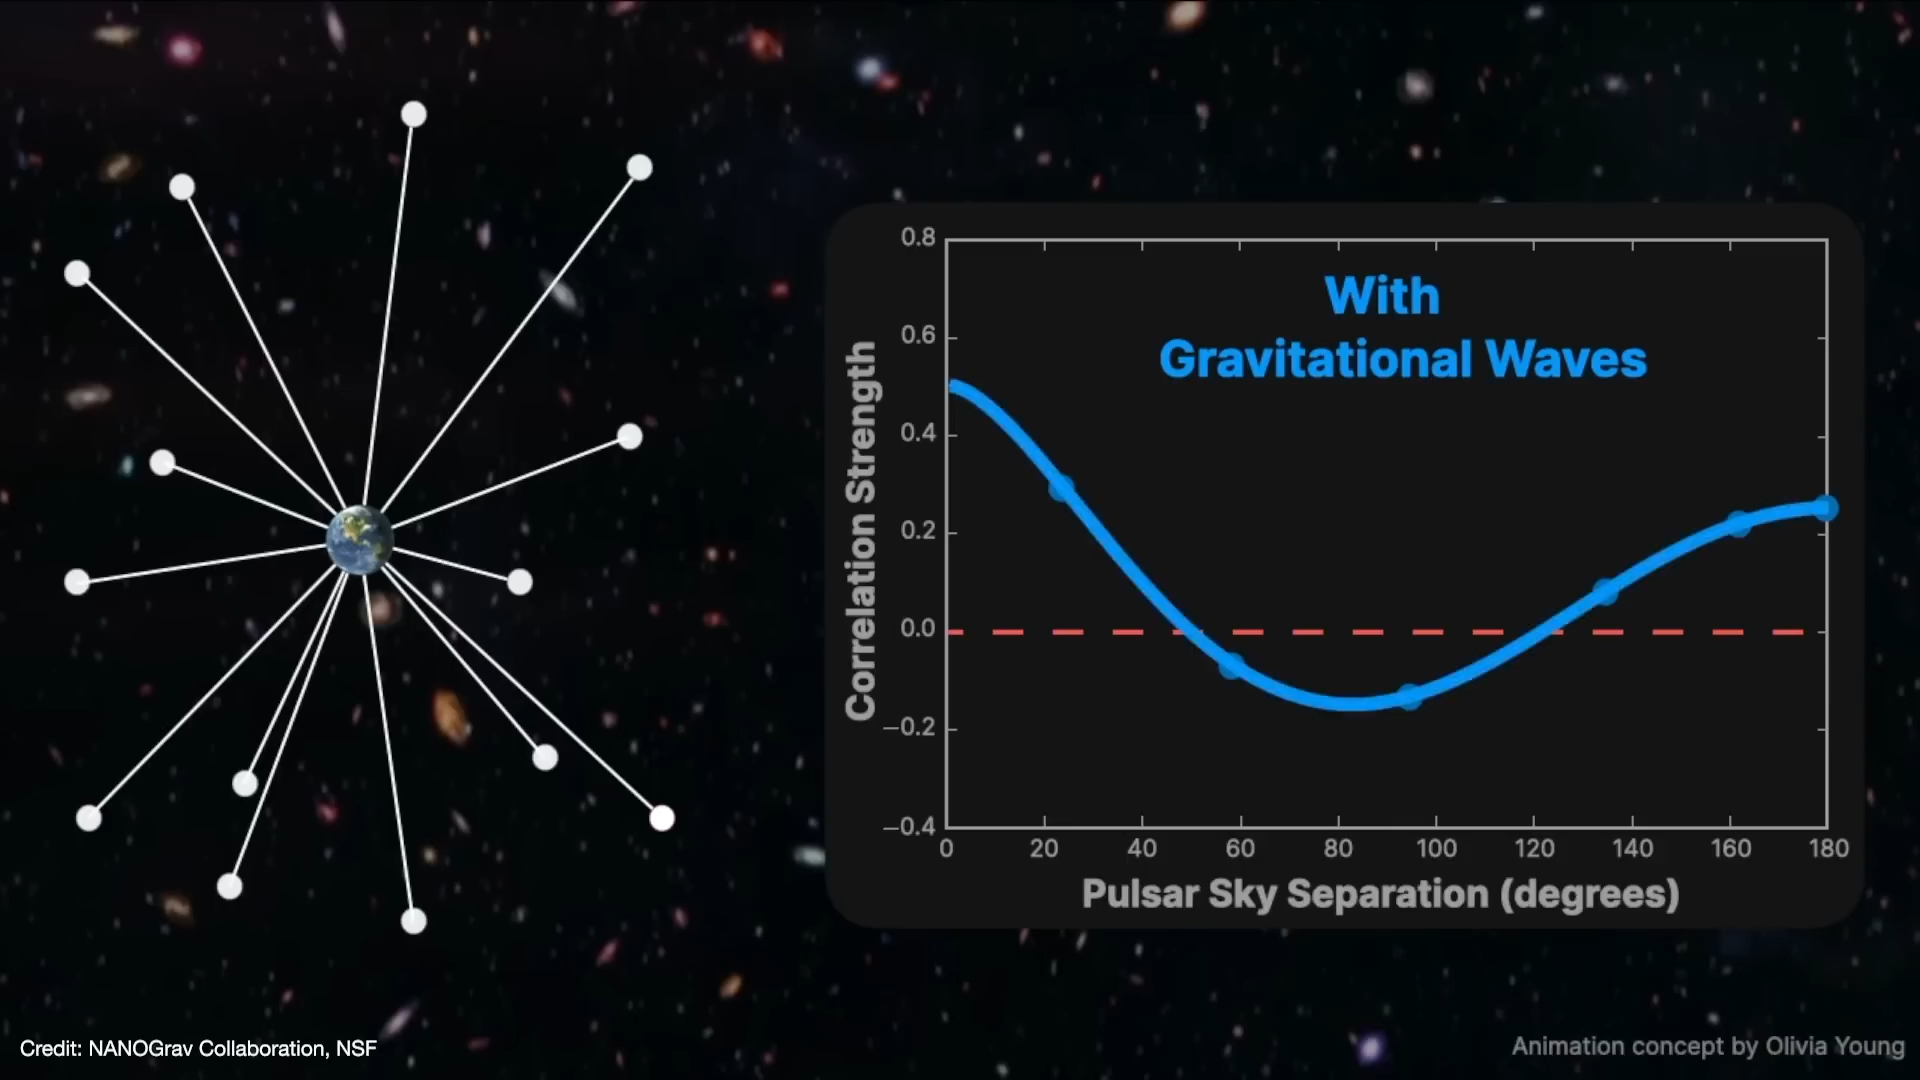 With
Gravitational Waves
Correlation Strength
0.8
0.6
0.4
0.2
0.0
−0.2
−0.4
0 20 40 60 80 100 120 140 160 180
Pulsar Sky Separation (degrees)
Credit: NANOGrav Collaboration, NSF
Animation concept by Olivia Young